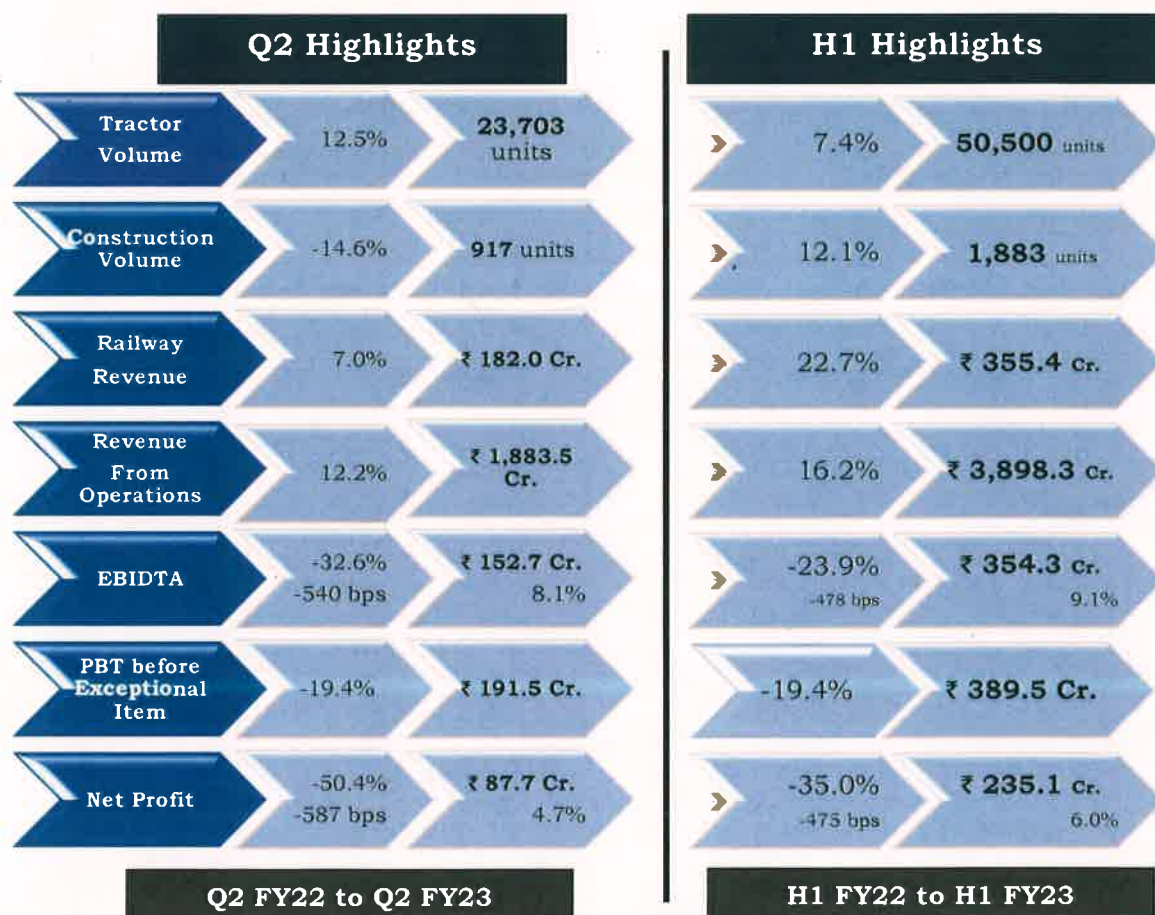 Q2 Highlights
Tractor
Volume
12.5%
23,703
units
Construction
Volume
-14.6%
917 units
Railway
Revenue
7.0%
₹ 182.0 Cr.
Revenue
From
Operations
12.2%
₹ 1,883.5
Cr.
EBIDTA
-32.6%
-540 bps
₹ 152.7 Cr.
8.1%
PBT before
Exceptional
Item
-19.4%
₹ 191.5 Cr.
Net Profit
-50.4%
-587 bps
₹ 87.7 Cr.
4.7%
Q2 FY22 to Q2 FY23
H1 Highlights
7.4%
50,500 units
12.1%
1,883 units
22.7%
₹ 355.4 Cr.
16.2%
₹ 3,898.3 Cr.
-23.9%
-478 bps
₹ 354.3 Cr.
9.1%
-19.4%
₹ 389.5 Cr.
-35.0%
-475 bps
₹ 235.1 Cr.
6.0%
H1 FY22 to H1 FY23